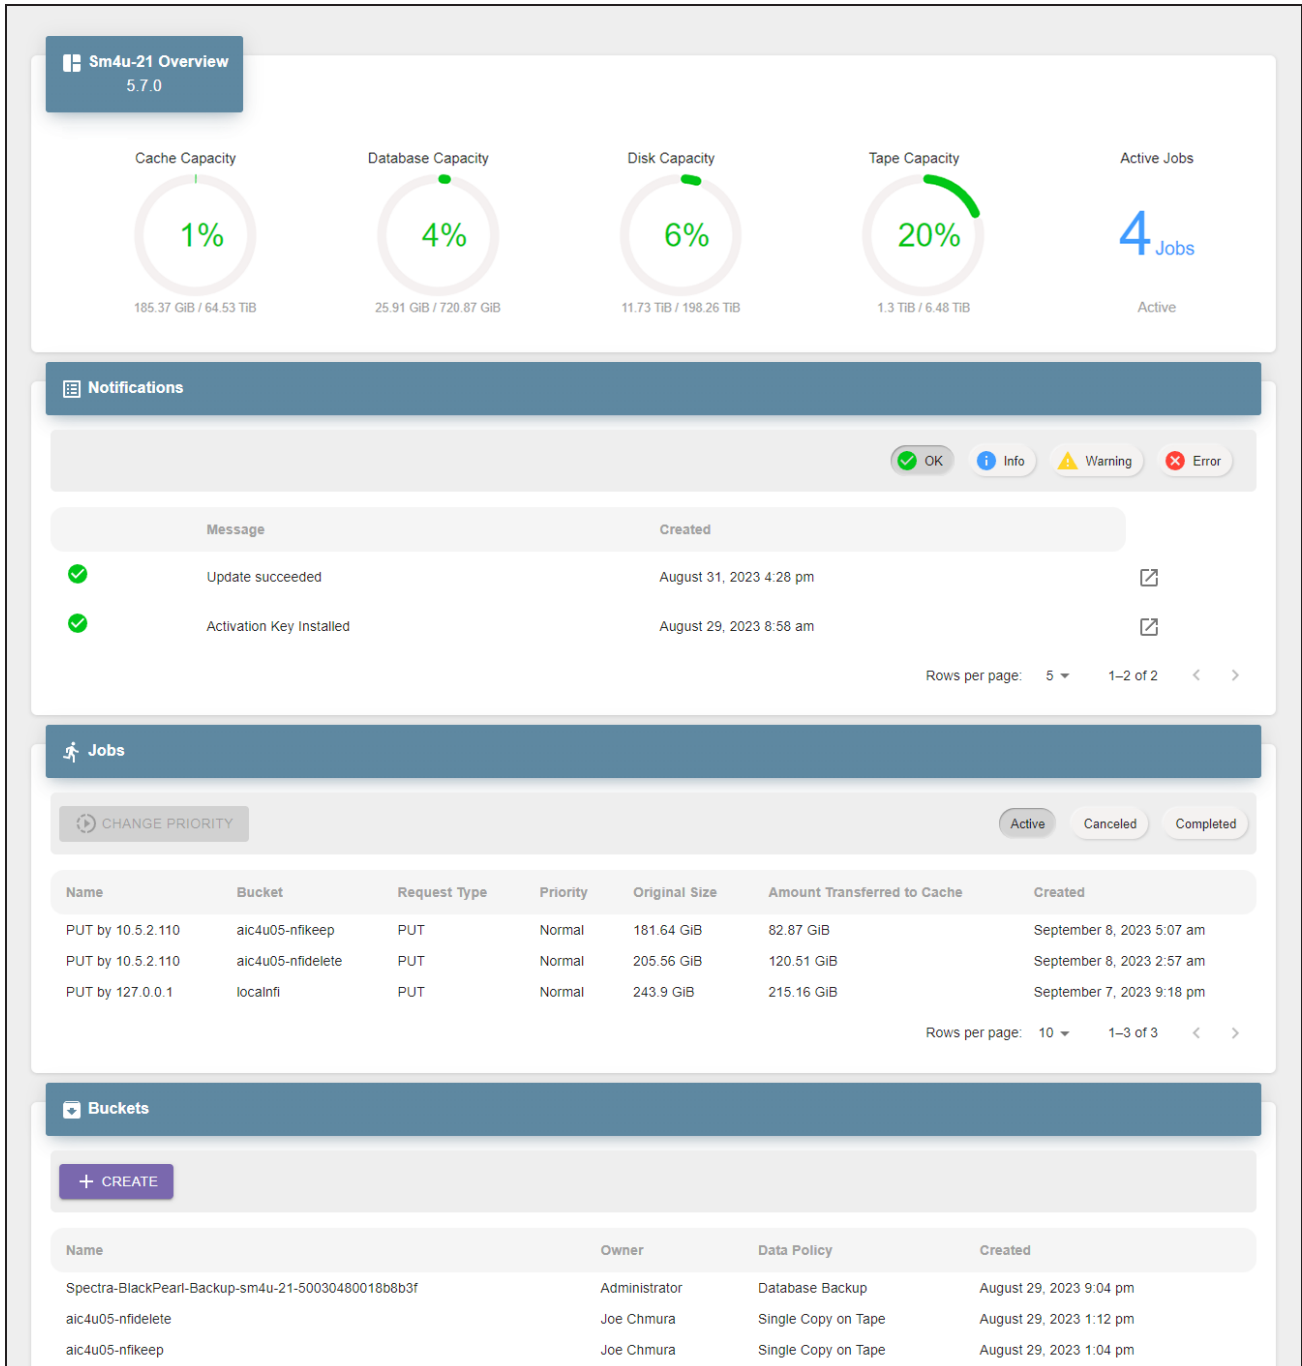 Sm4u-21 Overview
5.7.0
Cache Capacity Database Capacity Disk Capacity Tape Capacity Active Jobs
1% 4% 6% 20% 4 Jobs
185.37 GiB / 64.53 TiB 25.91 GiB / 720.87 GiB 11.73 TiB / 198.26 TiB 1.3 TiB / 6.48 TiB Active
Notifications
OK Info Warning Error
Message Created
Update succeeded August 31, 2023 4:28 pm
Activation Key Installed August 29, 2023 8:58 am
Rows per page: 5 1–2 of 2
Jobs
CHANGE PRIORITY Active Canceled Completed
Name Bucket Request Type Priority Original Size Amount Transferred to Cache Created
PUT by 10.5.2.110 aic4u05-nfikeep PUT Normal 181.64 GiB 82.87 GiB September 8, 2023 5:07 am
PUT by 10.5.2.110 aic4u05-nfidelete PUT Normal 205.56 GiB 120.51 GiB September 8, 2023 2:57 am
PUT by 127.0.0.1 localnfi PUT Normal 243.9 GiB 215.16 GiB September 7, 2023 9:18 pm
Rows per page: 10 1–3 of 3
Buckets
+ CREATE
Name Owner Data Policy Created
Spectra-BlackPearl-Backup-sm4u-21-50030480018b8b3f Administrator Database Backup August 29, 2023 9:04 pm
aic4u05-nfidelete Joe Chmura Single Copy on Tape August 29, 2023 1:12 pm
aic4u05-nfikeep Joe Chmura Single Copy on Tape August 29, 2023 1:04 pm